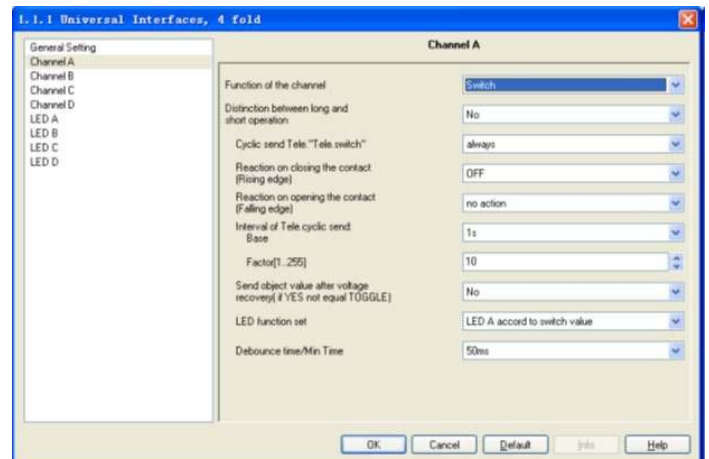 1.1.1 Universal Interfaces, 4 fold
General Setting
Channel A
Channel B
Channel C
Channel D
LED A
LED B
LED C
LED D
Channel A
Function of the channel
Switch
Distinction between long and
short operation
No
Cyclic send Tele."Tele.switch"
always
Reaction on closing the contact
(Rising edge)
OFF
Reaction on opening the contact
(Falling edge)
no action
Interval of Tele.cyclic send:
Base
1s
Factor[1..255]
10
Send object value after voltage
recovery( if YES not equal TOGGLE)
No
LED function set
LED A accord to switch value
Debounce time/Min Time
50ms
OK
Cancel
Default
Info
Help